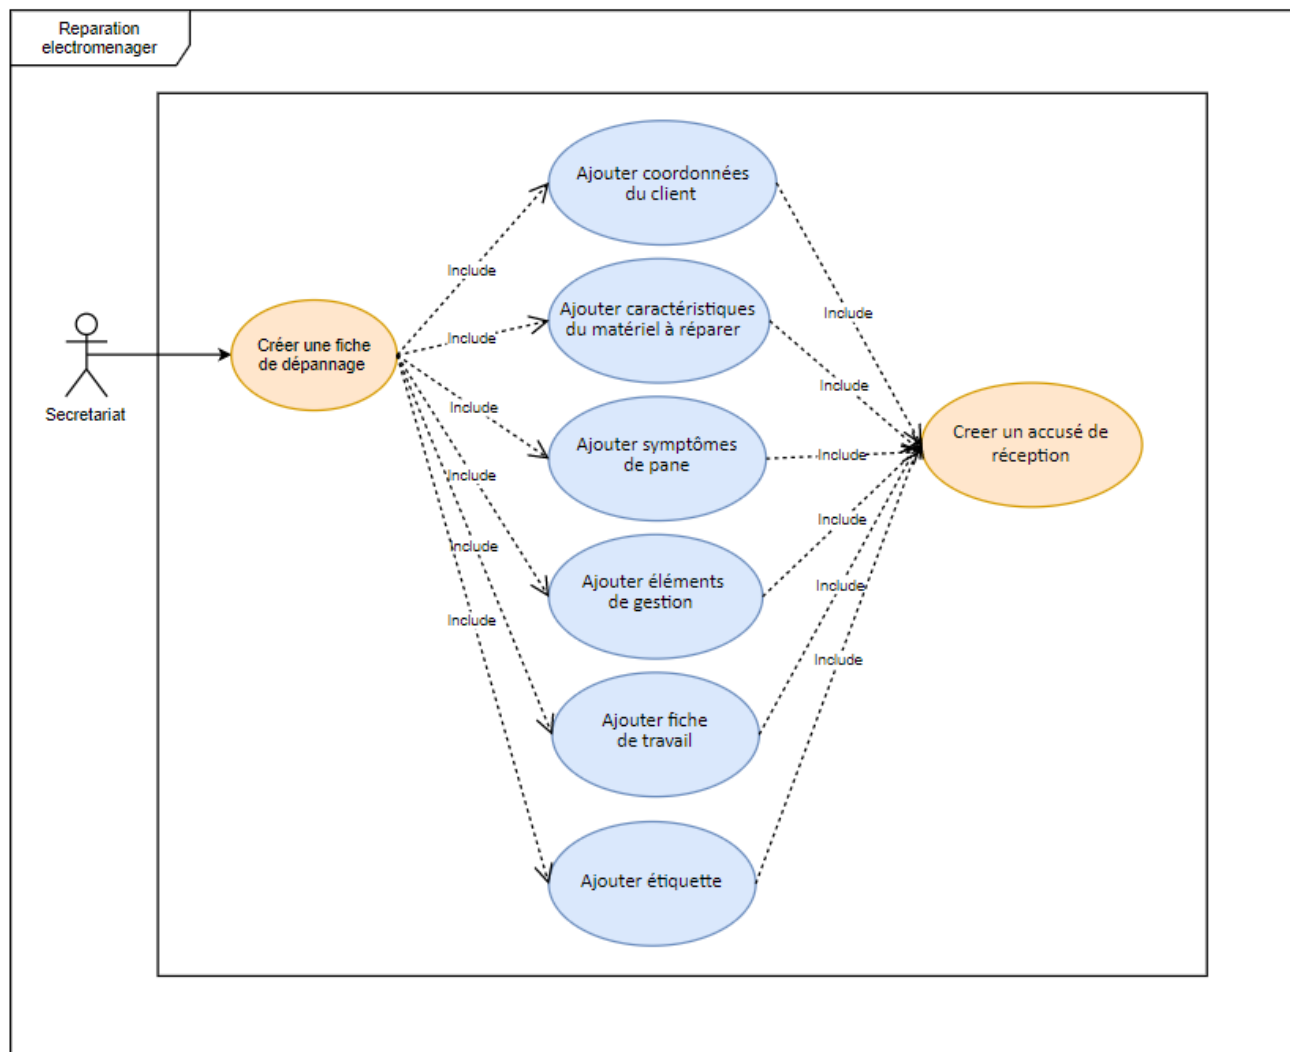 Reparation
electromenager
Secretariat
Créer une fiche
de dépannage
Include
Include
Include
Include
Include
Include
Ajouter coordonnées
du client
Ajouter caractéristiques
du matériel à réparer
Ajouter symptômes
de pane
Ajouter éléments
de gestion
Ajouter fiche
de travail
Ajouter étiquette
Include
Include
Include
Include
Include
Include
Creer un accusé de
réception